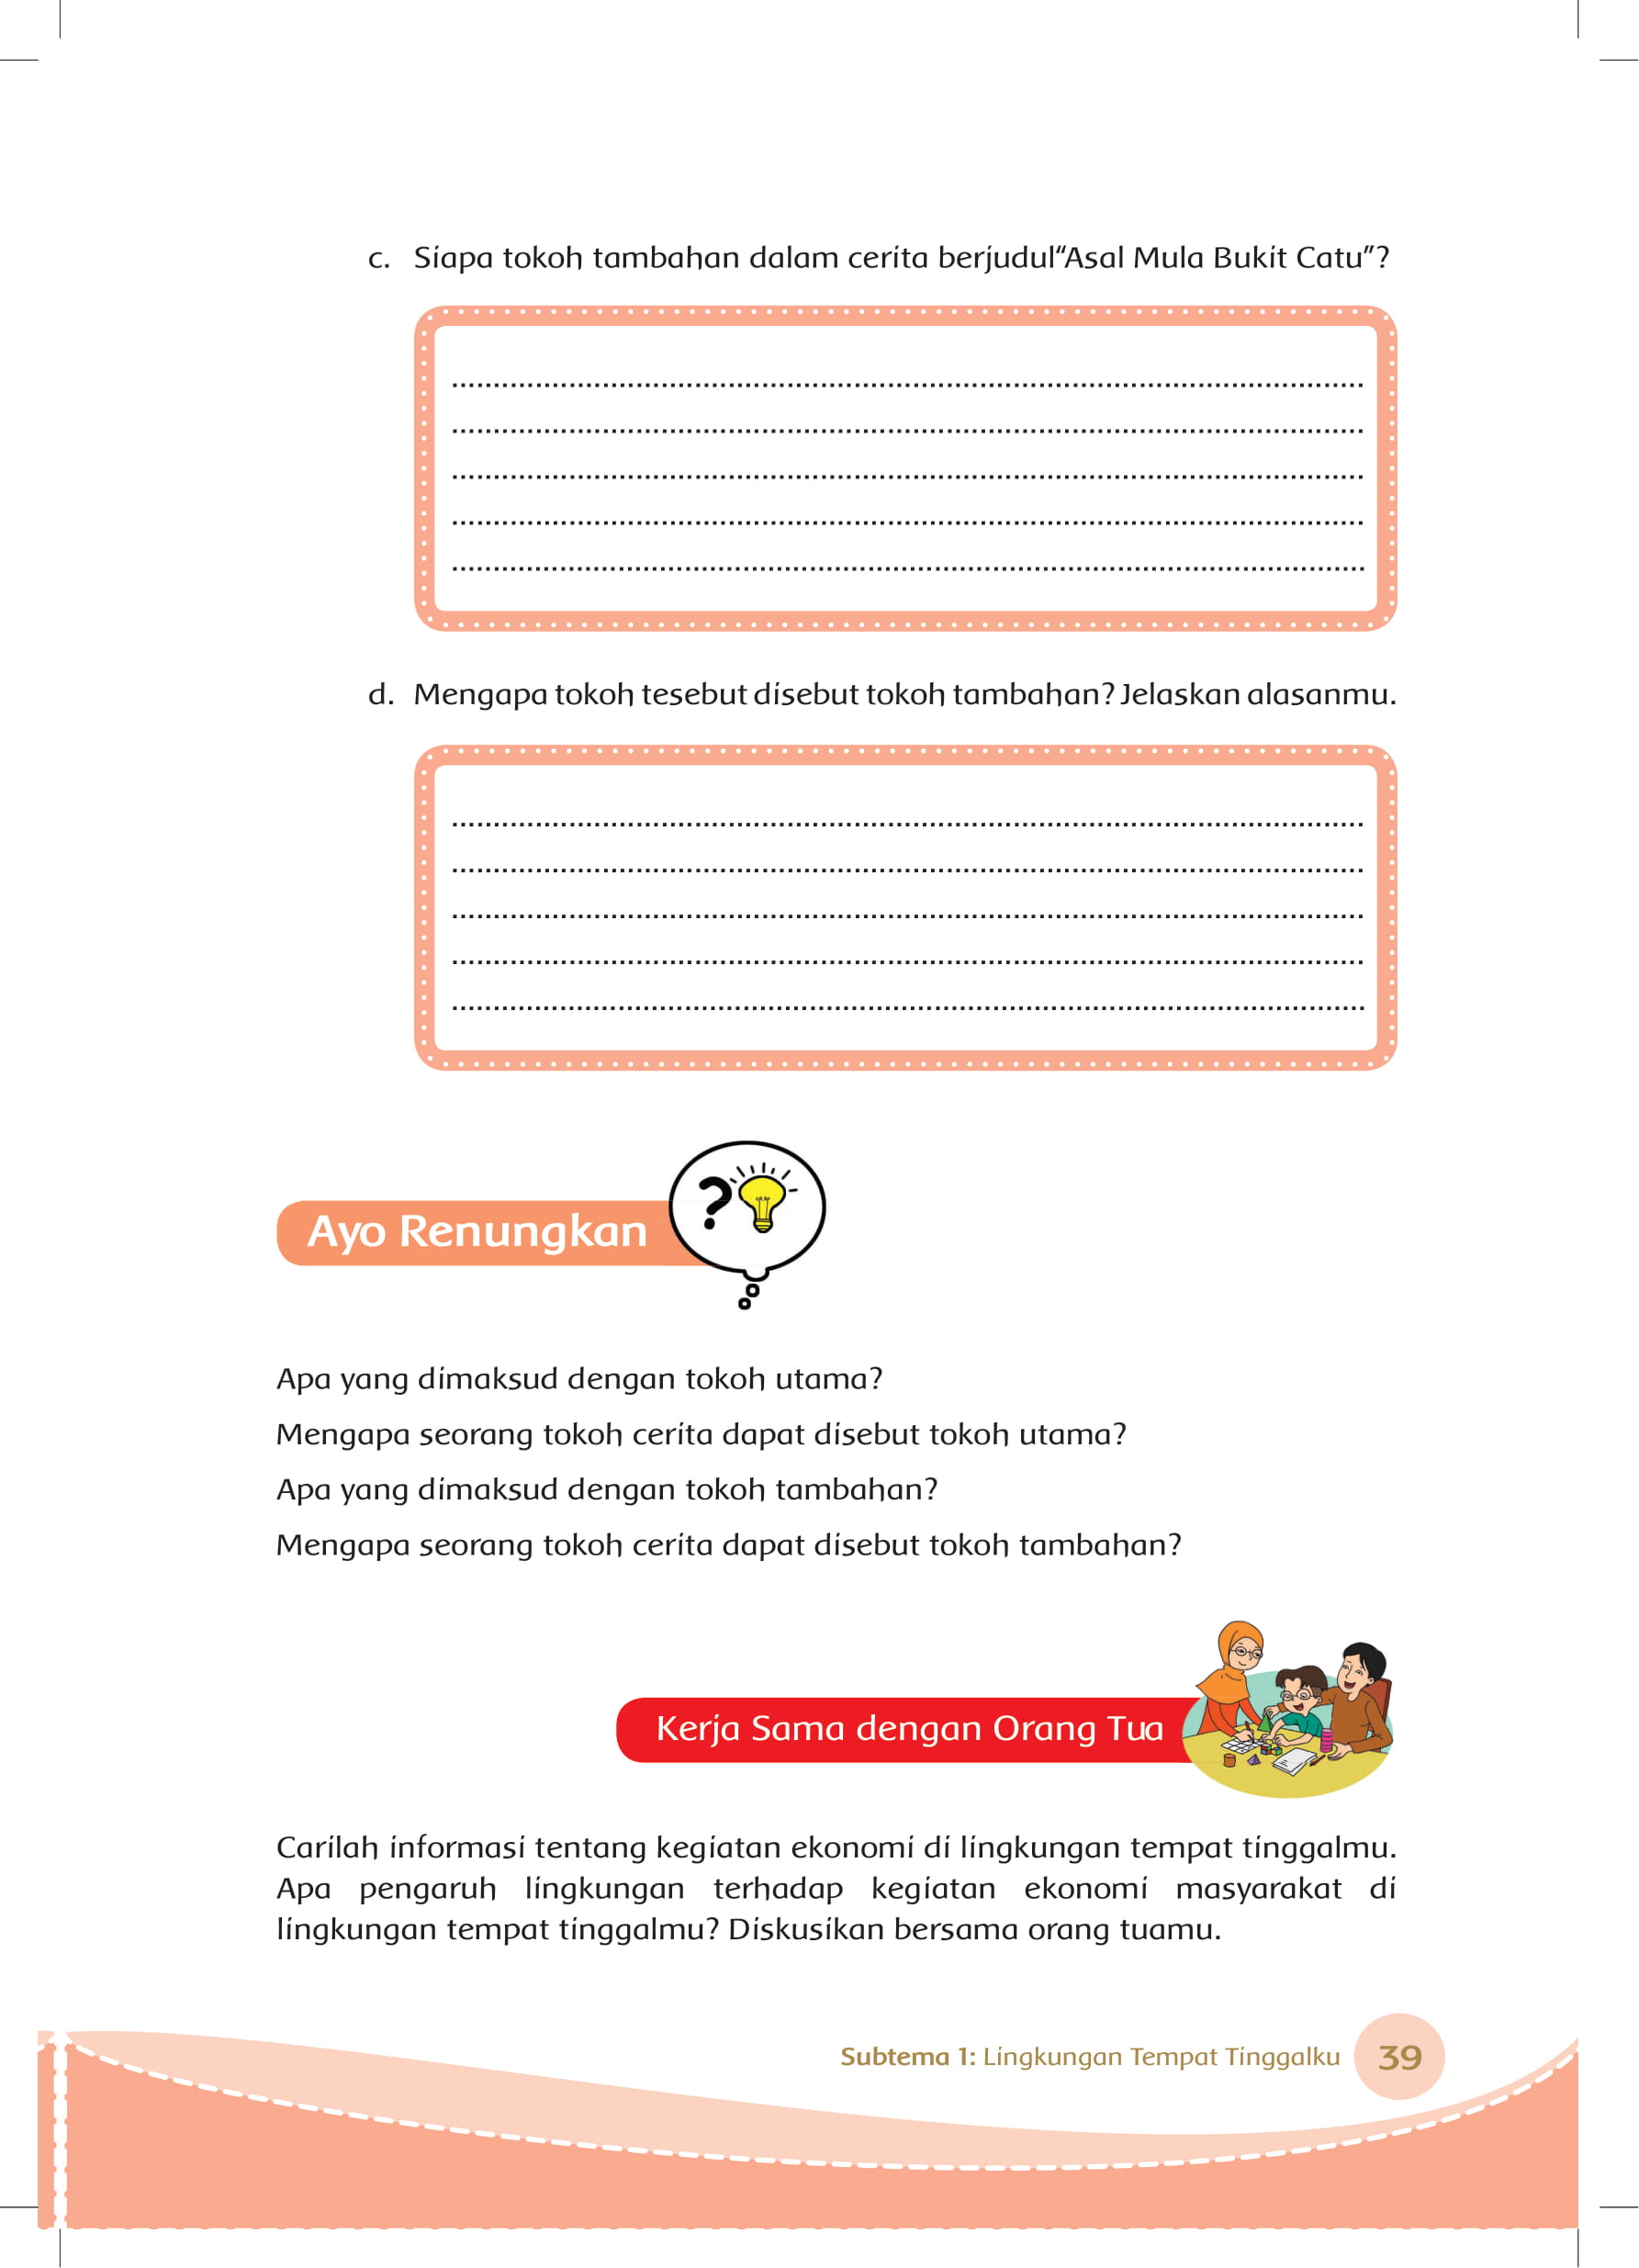 c. Siapa tokoh tambahan dalam cerita berjudul“Asal Mula Bukit Catu”?
d. Mengapa tokoh tesebut disebut tokoh tambahan? Jelaskan alasanmu.
Ayo Renungkan
?
Apa yang dimaksud dengan tokoh utama?
Mengapa seorang tokoh cerita dapat disebut tokoh utama?
Apa yang dimaksud dengan tokoh tambahan?
Mengapa seorang tokoh cerita dapat disebut tokoh tambahan?
Kerja Sama dengan Orang Tua
Carilah informasi tentang kegiatan ekonomi di lingkungan tempat tinggalmu.
Apa pengaruh lingkungan terhadap kegiatan ekonomi masyarakat di
lingkungan tempat tinggalmu? Diskusikan bersama orang tuamu.
Subtema 1: Lingkungan Tempat Tinggalku 39